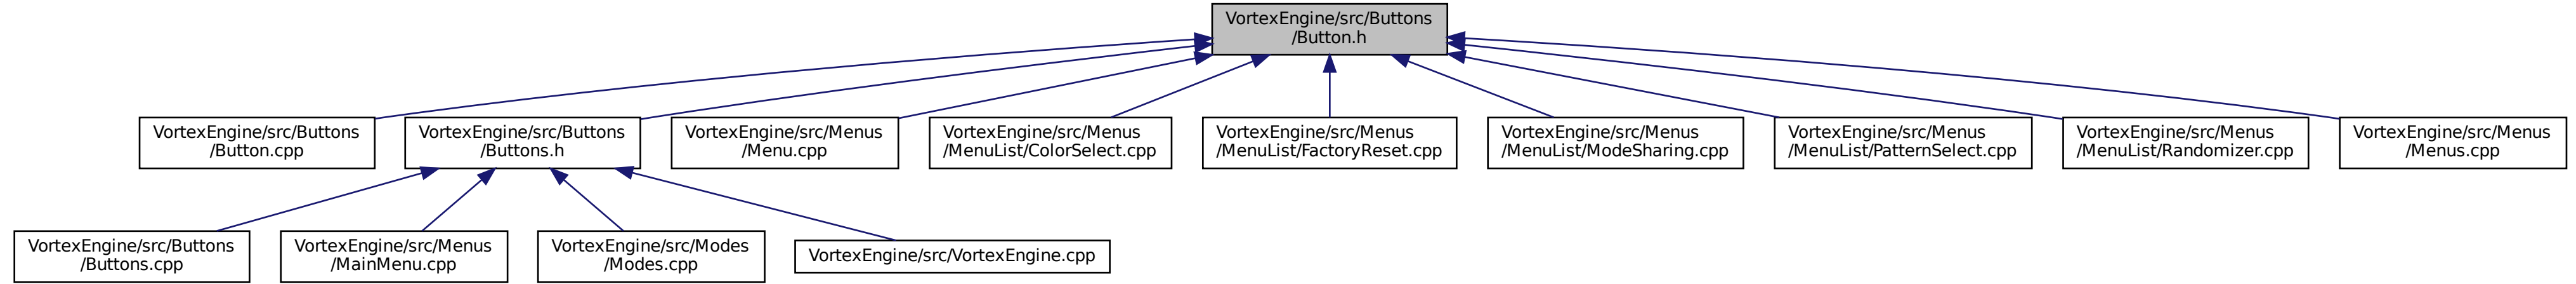 VortexEngine/src/Buttons
/Button.h
VortexEngine/src/Buttons
/Button.cpp
VortexEngine/src/Buttons
/Buttons.h
VortexEngine/src/Menus
/Menu.cpp
VortexEngine/src/Menus
/MenuList/ColorSelect.cpp
VortexEngine/src/Menus
/MenuList/FactoryReset.cpp
VortexEngine/src/Menus
/MenuList/ModeSharing.cpp
VortexEngine/src/Menus
/MenuList/PatternSelect.cpp
VortexEngine/src/Menus
/MenuList/Randomizer.cpp
VortexEngine/src/Menus
/Menus.cpp
VortexEngine/src/Buttons
/Buttons.cpp
VortexEngine/src/Menus
/MainMenu.cpp
VortexEngine/src/Modes
/Modes.cpp
VortexEngine/src/VortexEngine.cpp